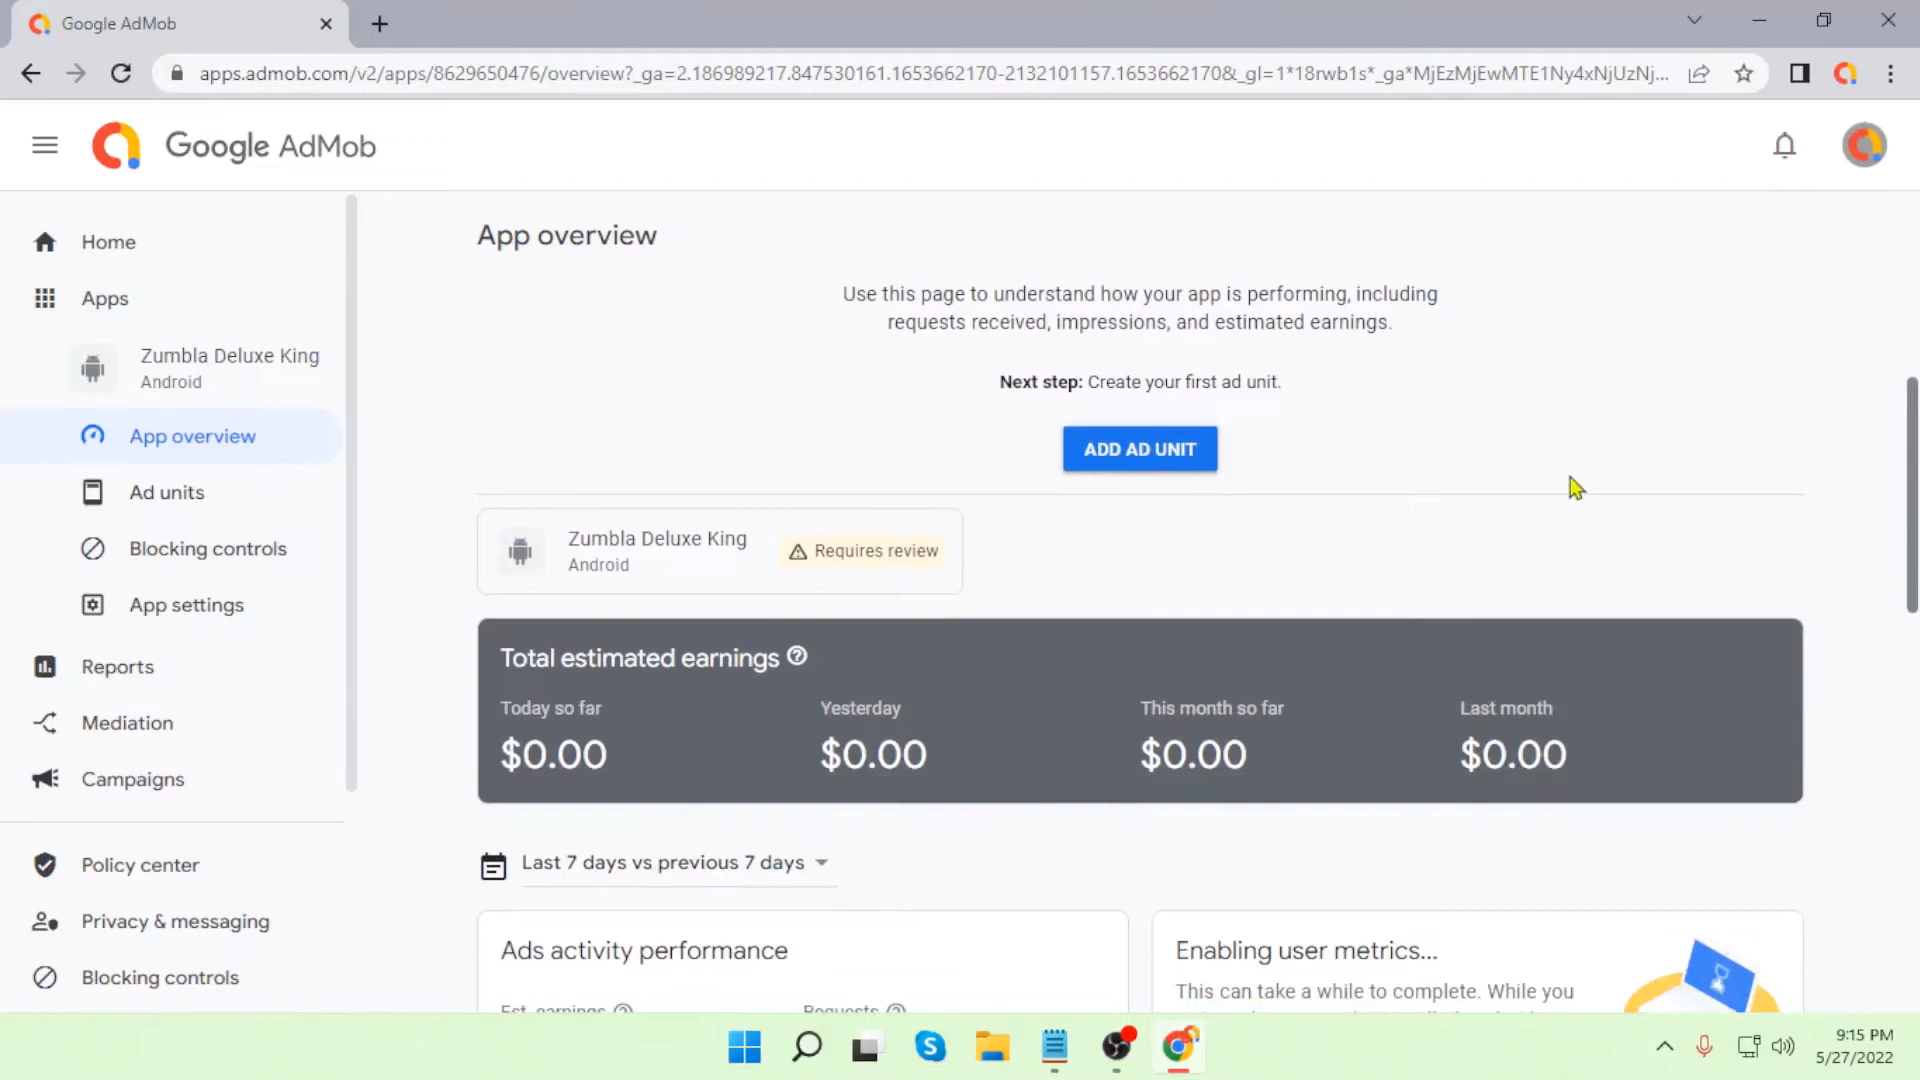 Google AdMob
apps.admob.com/v2/apps/8629650476/overview?_ga=2.186989217.847530161.1653662170-2132101157.1653662170&_gl=1*18rwb1s*_ga*MjEzMjEwMTE1Ny4xNjUzNj...
Google AdMob
Home
Apps
Zumbla Deluxe King
Android
App overview
Ad units
Blocking controls
App settings
Reports
Mediation
Campaigns
Policy center
Privacy & messaging
Blocking controls
App overview
Use this page to understand how your app is performing, including
requests received, impressions, and estimated earnings.
Next step: Create your first ad unit.
ADD AD UNIT
Zumbla Deluxe King
Android
Requires review
Total estimated earnings
Today so far
$0.00
Yesterday
$0.00
This month so far
$0.00
Last month
$0.00
Last 7 days vs previous 7 days
Ads activity performance
Est. earnings
Requests
Enabling user metrics...
This can take a while to complete. While you
9:15 PM
5/27/2022